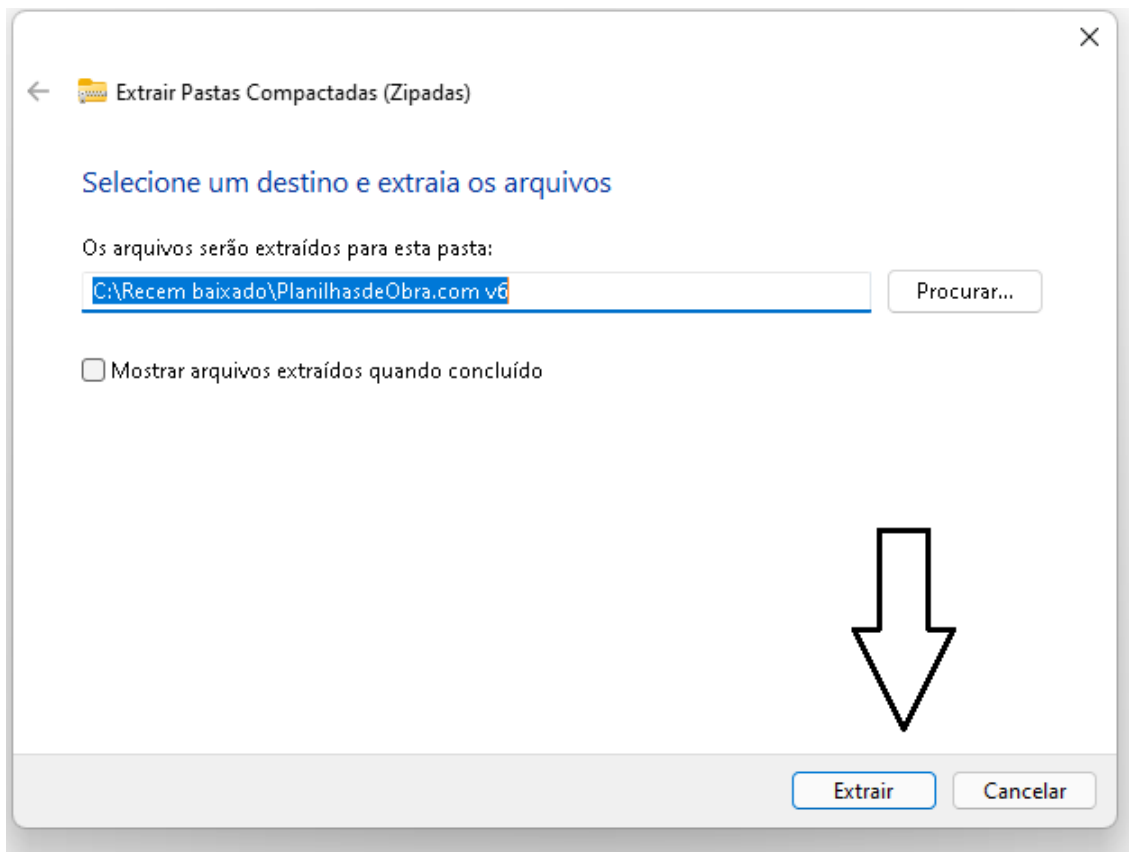 Extrair Pastas Compactadas (Zipadas)
Selecione um destino e extraia os arquivos
Os arquivos serão extraídos para esta pasta:
C:\Recem baixado\PlanilhasdeObra.com v6
Procurar...
Mostrar arquivos extraídos quando concluído
Extrair
Cancelar